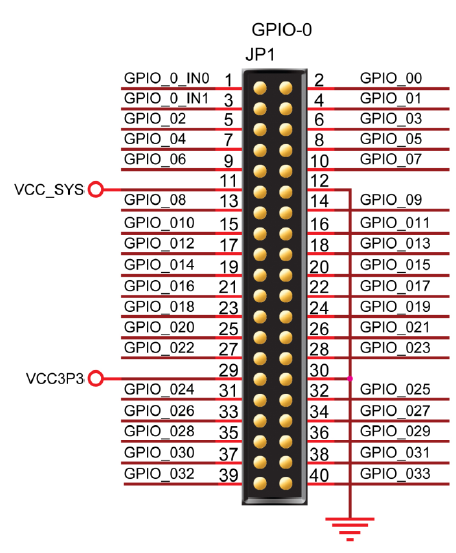 GPIO-0
JP1
GPIO_0_IN0 1 2 GPIO_00
GPIO_0_IN1 3 4 GPIO_01
GPIO_02 5 6 GPIO_03
GPIO_04 7 8 GPIO_05
GPIO_06 9 10 GPIO_07
VCC_SYS 11 12
GPIO_08 13 14 GPIO_09
GPIO_010 15 16 GPIO_011
GPIO_012 17 18 GPIO_013
GPIO_014 19 20 GPIO_015
GPIO_016 21 22 GPIO_017
GPIO_018 23 24 GPIO_019
GPIO_020 25 26 GPIO_021
GPIO_022 27 28 GPIO_023
VCC3P3 29 30
GPIO_024 31 32 GPIO_025
GPIO_026 33 34 GPIO_027
GPIO_028 35 36 GPIO_029
GPIO_030 37 38 GPIO_031
GPIO_032 39 40 GPIO_033